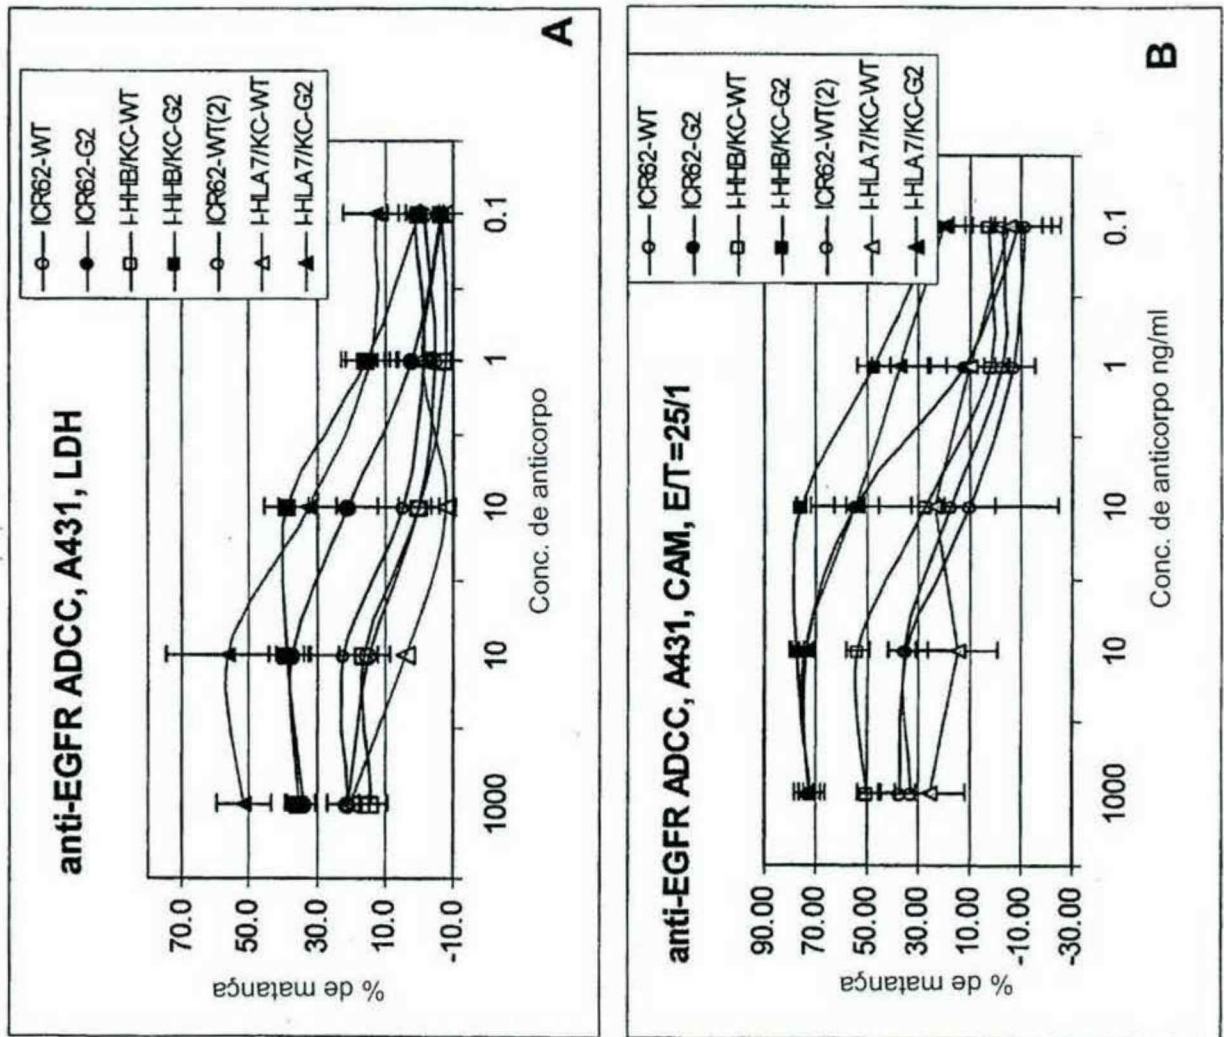 A
anti-EGFR ADCC, A431, LDH
ICR62-WT
ICR62-G2
I-HHB/KC-WT
I-HHB/KC-G2
ICR62-WT(2)
I-HLA7/KC-WT
I-HLA7/KC-G2
70.0
50.0
30.0
10.0
-10.0
% de matança
1000
10
10
1
0.1
Conc. de anticorpo
B
anti-EGFR ADCC, A431, CAM, E/T=25/1
ICR62-WT
ICR62-G2
I-HHB/KC-WT
I-HHB/KC-G2
ICR62-WT(2)
I-HLA7/KC-WT
I-HLA7/KC-G2
90.00
70.00
50.00
30.00
10.00
-10.00
-30.00
% de matança
1000
10
10
1
0.1
Conc. de anticorpo ng/ml